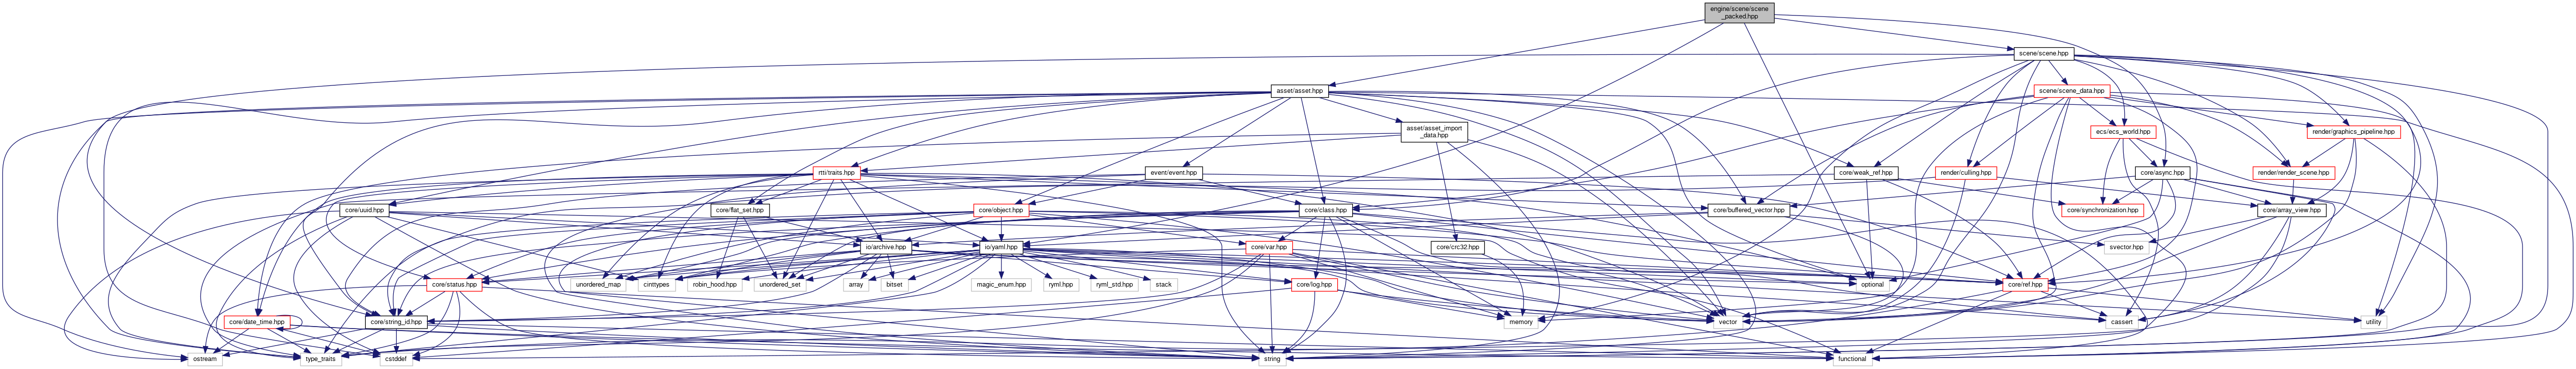 engine/scene/scene
_packed.hpp
scene/scene.hpp
asset/asset.hpp
scene/scene_data.hpp
asset/asset_import
_data.hpp
ecs/ecs_world.hpp
render/graphics_pipeline.hpp
rtti/traits.hpp
event/event.hpp
core/weak_ref.hpp
render/culling.hpp
core/async.hpp
render/render_scene.hpp
core/uuid.hpp
core/flat_set.hpp
core/object.hpp
core/class.hpp
core/buffered_vector.hpp
core/synchronization.hpp
core/array_view.hpp
io/archive.hpp
io/yaml.hpp
core/var.hpp
core/crc32.hpp
svector.hpp
core/status.hpp
unordered_map
cinttypes
robin_hood.hpp
unordered_set
array
bitset
magic_enum.hpp
ryml.hpp
ryml_std.hpp
stack
core/log.hpp
optional
core/ref.hpp
core/date_time.hpp
core/string_id.hpp
memory
vector
cassert
utility
ostream
type_traits
cstddef
string
functional